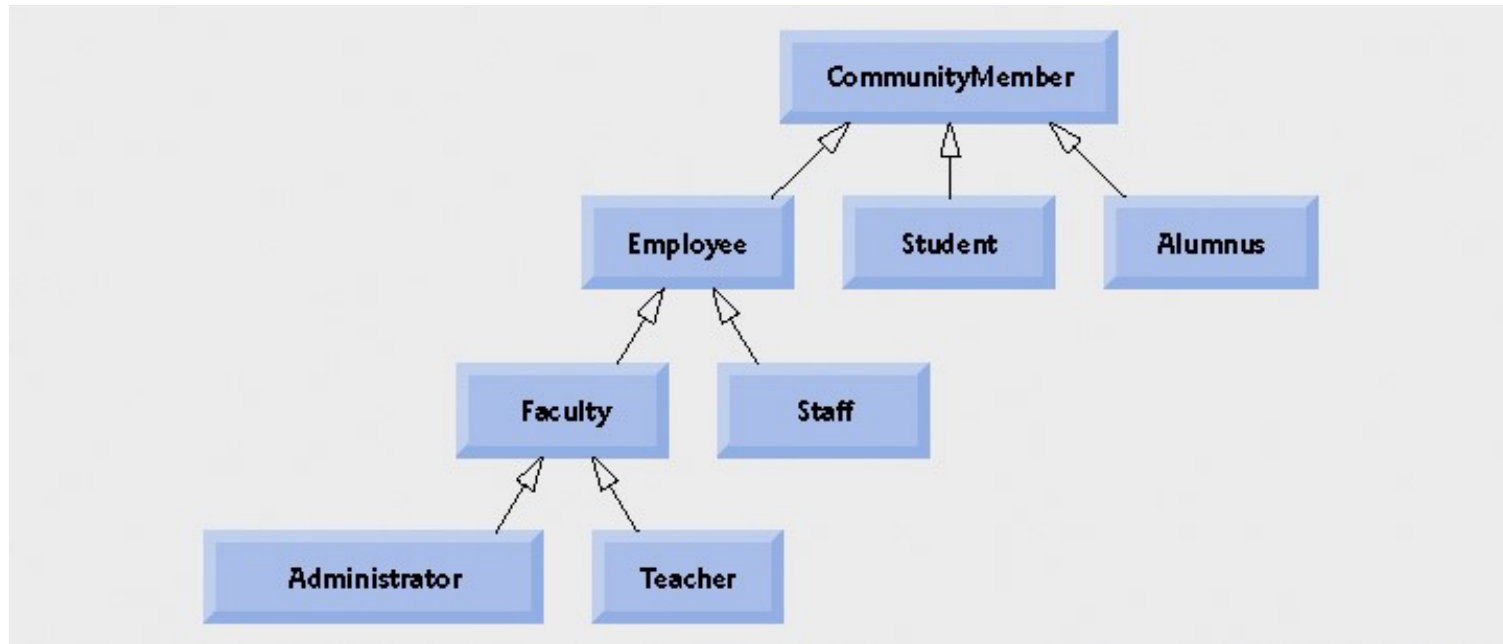 CommunityMember
Employee
Student
Alumnus
Faculty
Staff
Administrator
Teacher